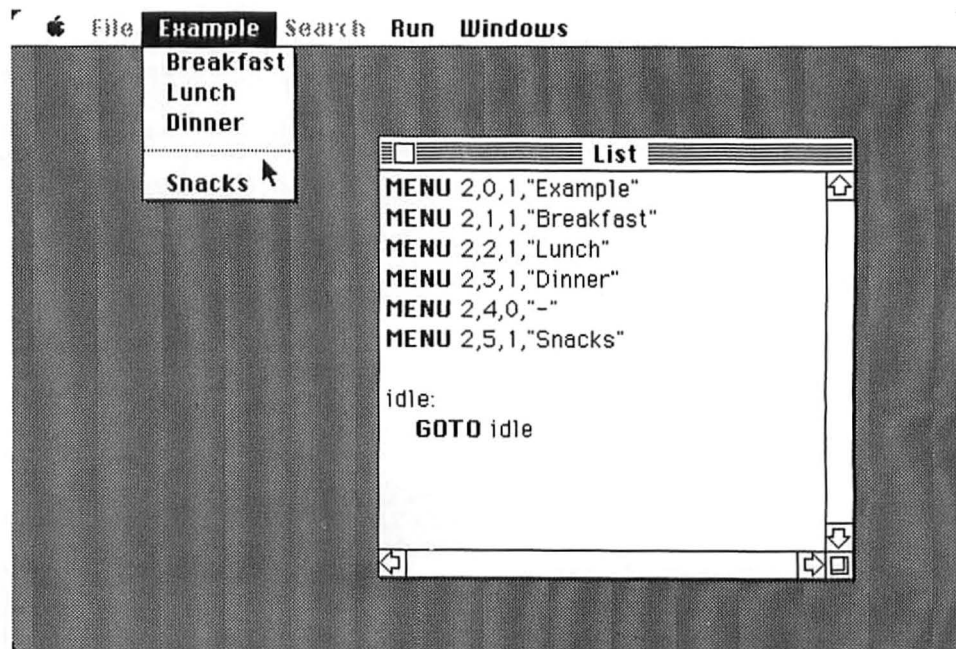 File Example Search Run Windows
Breakfast
Lunch
Dinner
Snacks
List
MENU 2,0,1,"Example"
MENU 2,1,1,"Breakfast"
MENU 2,2,1,"Lunch"
MENU 2,3,1,"Dinner"
MENU 2,4,0,"-"
MENU 2,5,1,"Snacks"
idle:
GOTO idle